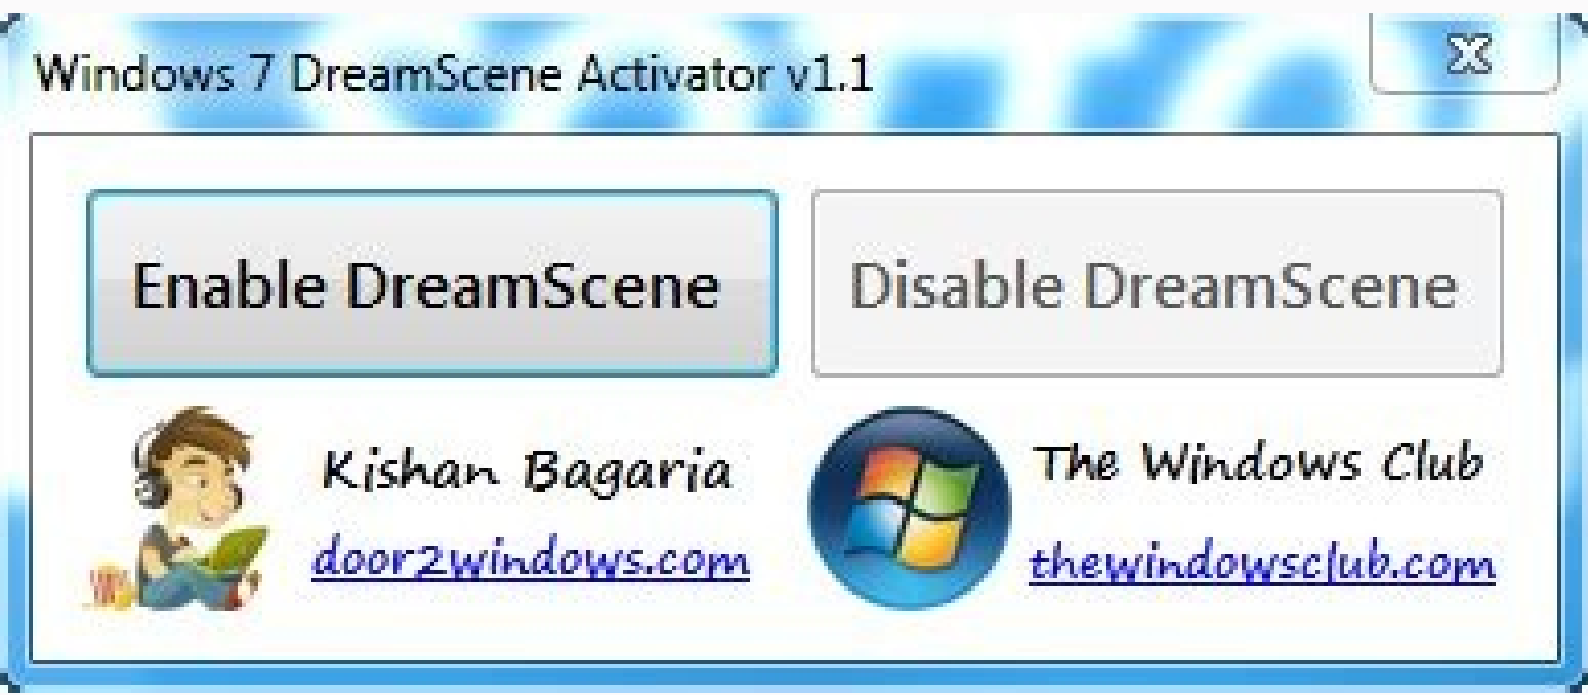 Windows 7 DreamScene Activator v1.1
Enable DreamScene
Disable DreamScene
Kishan Bagaria
door2windows.com
The Windows Club
thewindowsclub.com